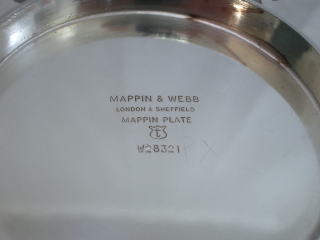 MAPPIN & WEBB
LONDON & SHEFFIELD
MAPPIN PLATE
W28321